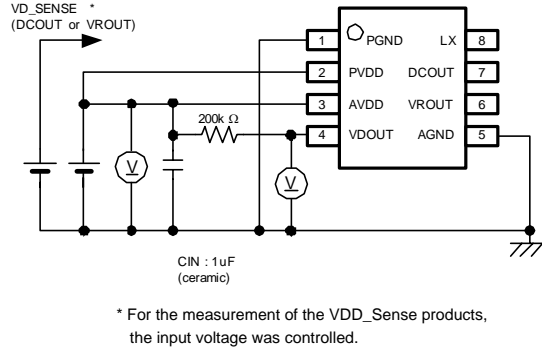 VD_SENSE *
(DCOUT or VROUT)
1 PGND LX 8
2 PVDD DCOUT 7
3 AVDD VROUT 6
200k Ω
4 VDOUT AGND 5
V
V
CIN : 1uF
(ceramic)
* For the measurement of the VDD_Sense products,
the input voltage was controlled.